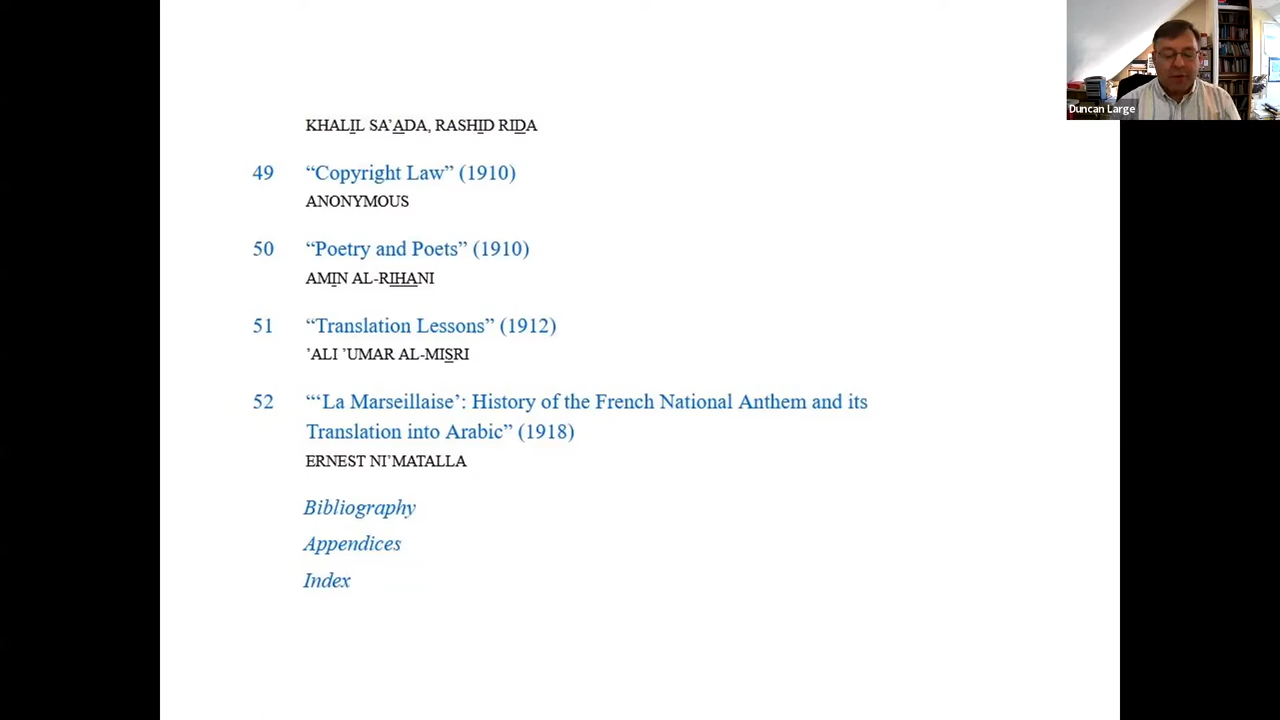 KHALIL SA’ADA, RASHID RIDA
49 “Copyright Law” (1910)
ANONYMOUS
50 “Poetry and Poets” (1910)
AMIN AL-RIHANI
51 “Translation Lessons” (1912)
’ALI ’UMAR AL-MISRI
52 “‘La Marseillaise’: History of the French National Anthem and its
Translation into Arabic” (1918)
ERNEST NI’MATALLA
Bibliography
Appendices
Index
Duncan Large